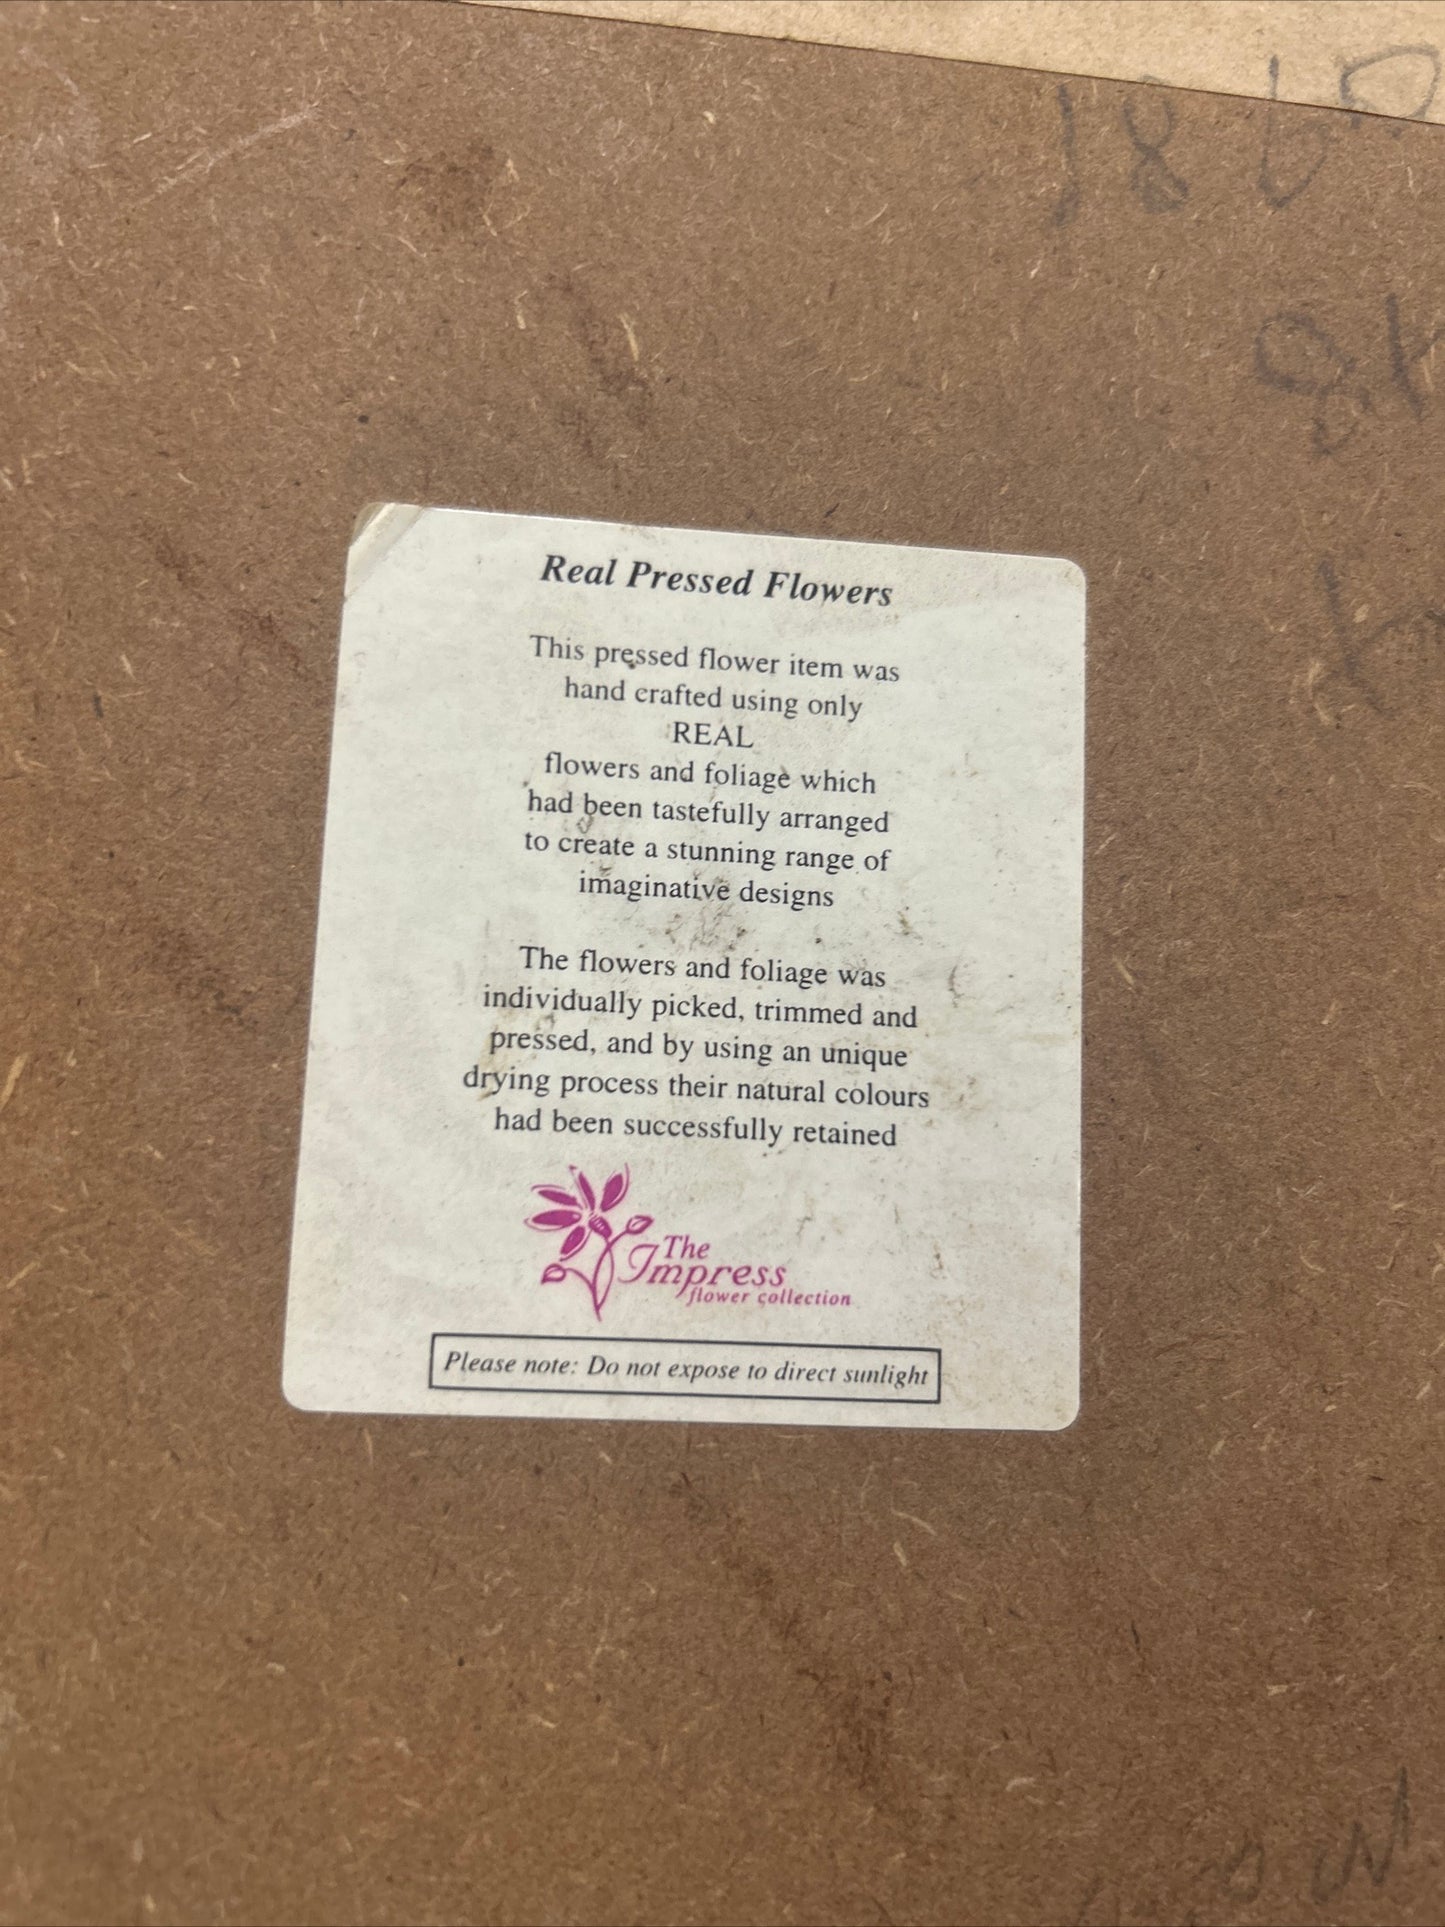 Real Pressed Flowers
This pressed flower item was
hand crafted using only
REAL
flowers and foliage which
had been tastefully arranged
to create a stunning range of
imaginative designs
The flowers and foliage was
individually picked, trimmed and
pressed, and by using an unique
drying process their natural colours
had been successfully retained
The
Impress
flower collection
Please note: Do not expose to direct sunlight